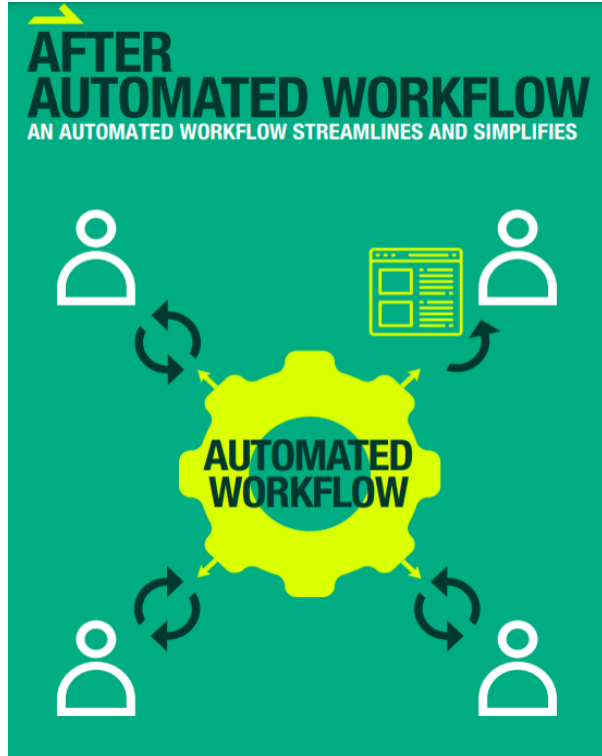 AFTER
AUTOMATED WORKFLOW
AN AUTOMATED WORKFLOW STREAMLINES AND SIMPLIFIES
AUTOMATED
WORKFLOW